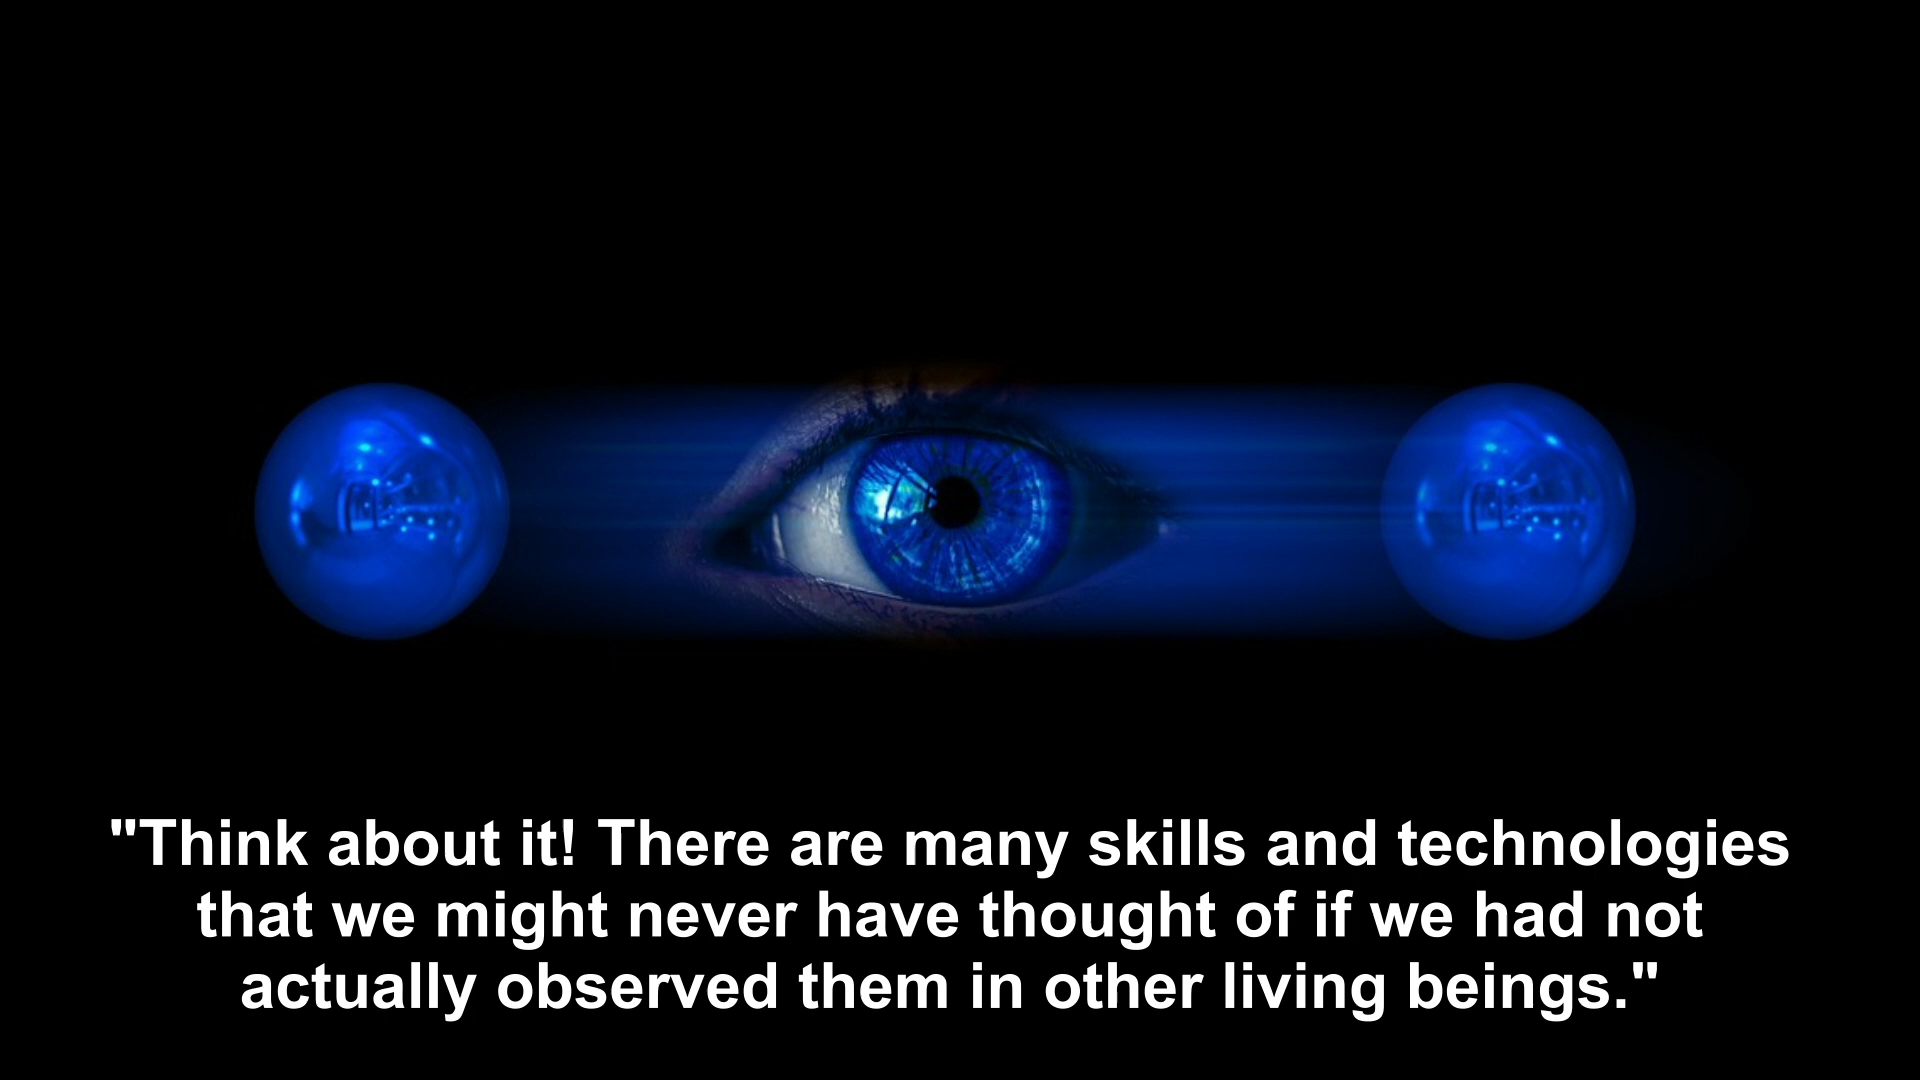 "Think about it! There are many skills and technologies
that we might never have thought of if we had not
actually observed them in other living beings."